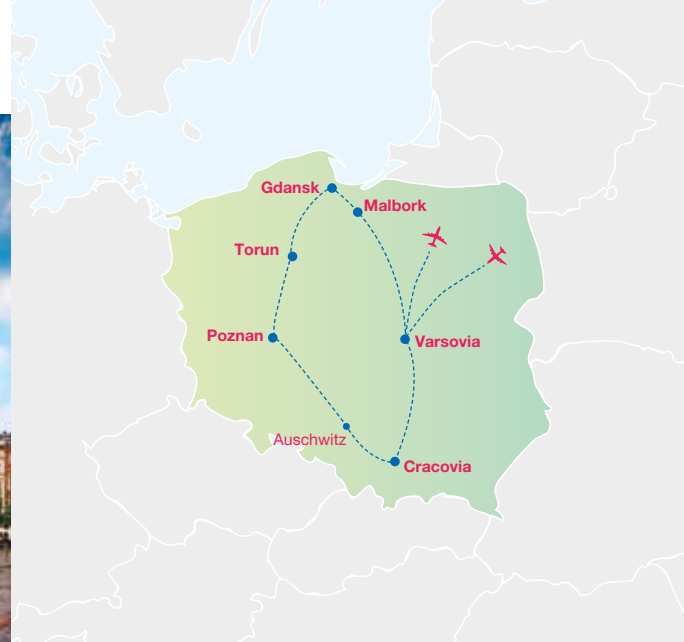 Gdansk
Malbork
Torun
Poznan
Varsovia
Auschwitz
Cracovia